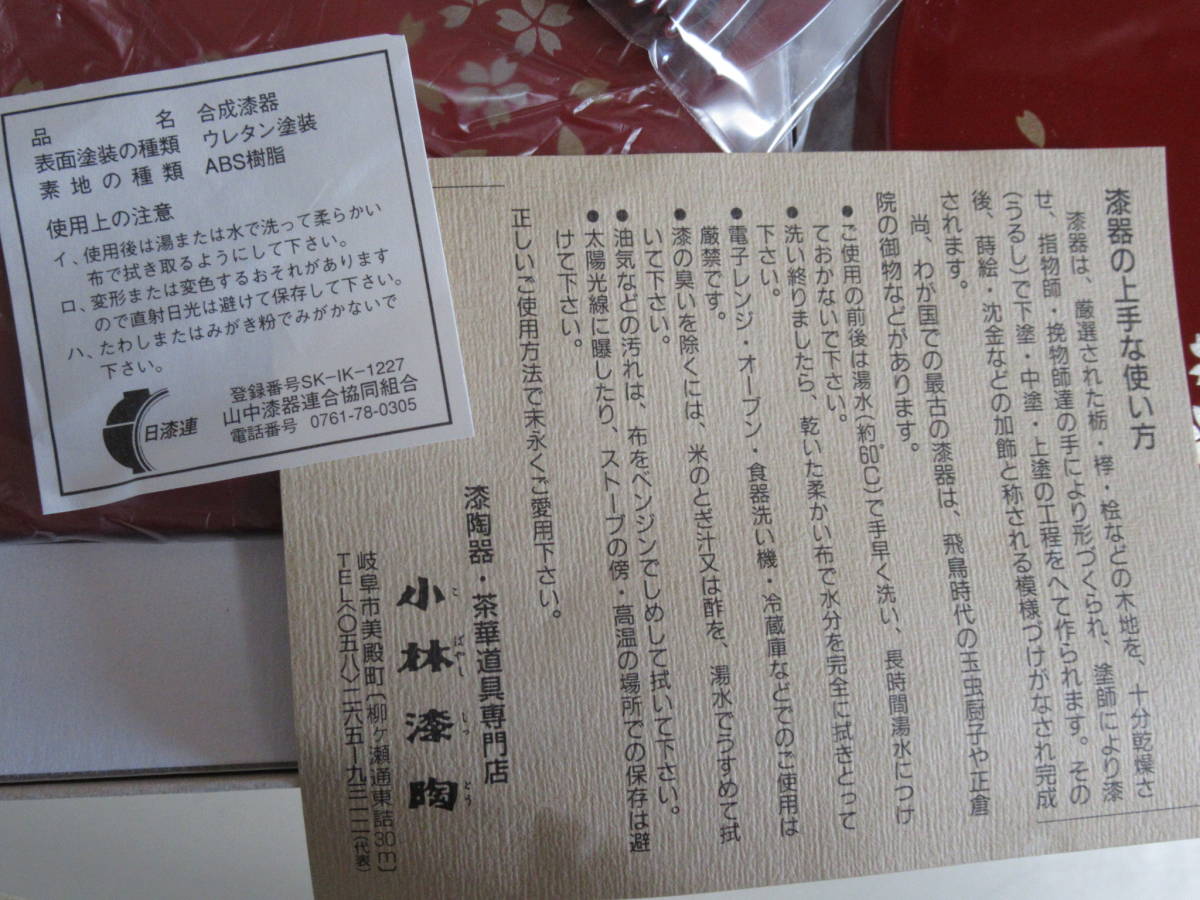 品名 合成漆器
表面塗装の種類 ウレタン塗装
素地の種類 ABS樹脂
使用上の注意
イ、使用後は湯または水で洗って柔らかい
布で拭き取るようにして下さい。
ロ、変形または変色するおそれがあります
ので直射日光は避けて保存して下さい。
ハ、たわしまたはみがき粉でみがかないで
下さい。
日漆連
登録番号SK-IK-1227
山中漆器連合協同組合
電話番号 0761-78-0305
漆器の上手な使い方
漆器は、厳選された栃・欅・桧などの木地を、十分乾燥さ
せ、指物師・挽物師達の手により形づくられ、塗師により漆
(うるし)で下塗・中塗・上塗の工程をへて作られます。その
後、蒔絵・沈金などの加飾と称される模様づけがなされ完成
されます。
尚、わが国での最古の漆器は、飛鳥時代の玉虫厨子や正倉
院の御物などがあります。
●ご使用の前後は湯水(約60℃)で手早く洗い、長時間湯水につけ
ておかないで下さい。
●洗い終りましたら、乾いた柔かい布で水分を完全に拭きとって
下さい。
●電子レンジ・オーブン・食器洗い機・冷蔵庫などでのご使用は
厳禁です。
●漆の臭いを除くには、米のとぎ汁又は酢を、湯水でうすめて拭
いて下さい。
●油気などの汚れは、布をベンジンでしめして拭いて下さい。
●太陽光線に曝したり、ストーブの傍・高温の場所での保存は避
けて下さい。
正しいご使用方法で末永くご愛用下さい。
漆陶器・茶華道具専門店
小林漆陶
こばやしっとう
岐阜市美殿町〔柳ヶ瀬通東詰30m〕
TEL〈〇五八〉二六五ー九三二二(代表)